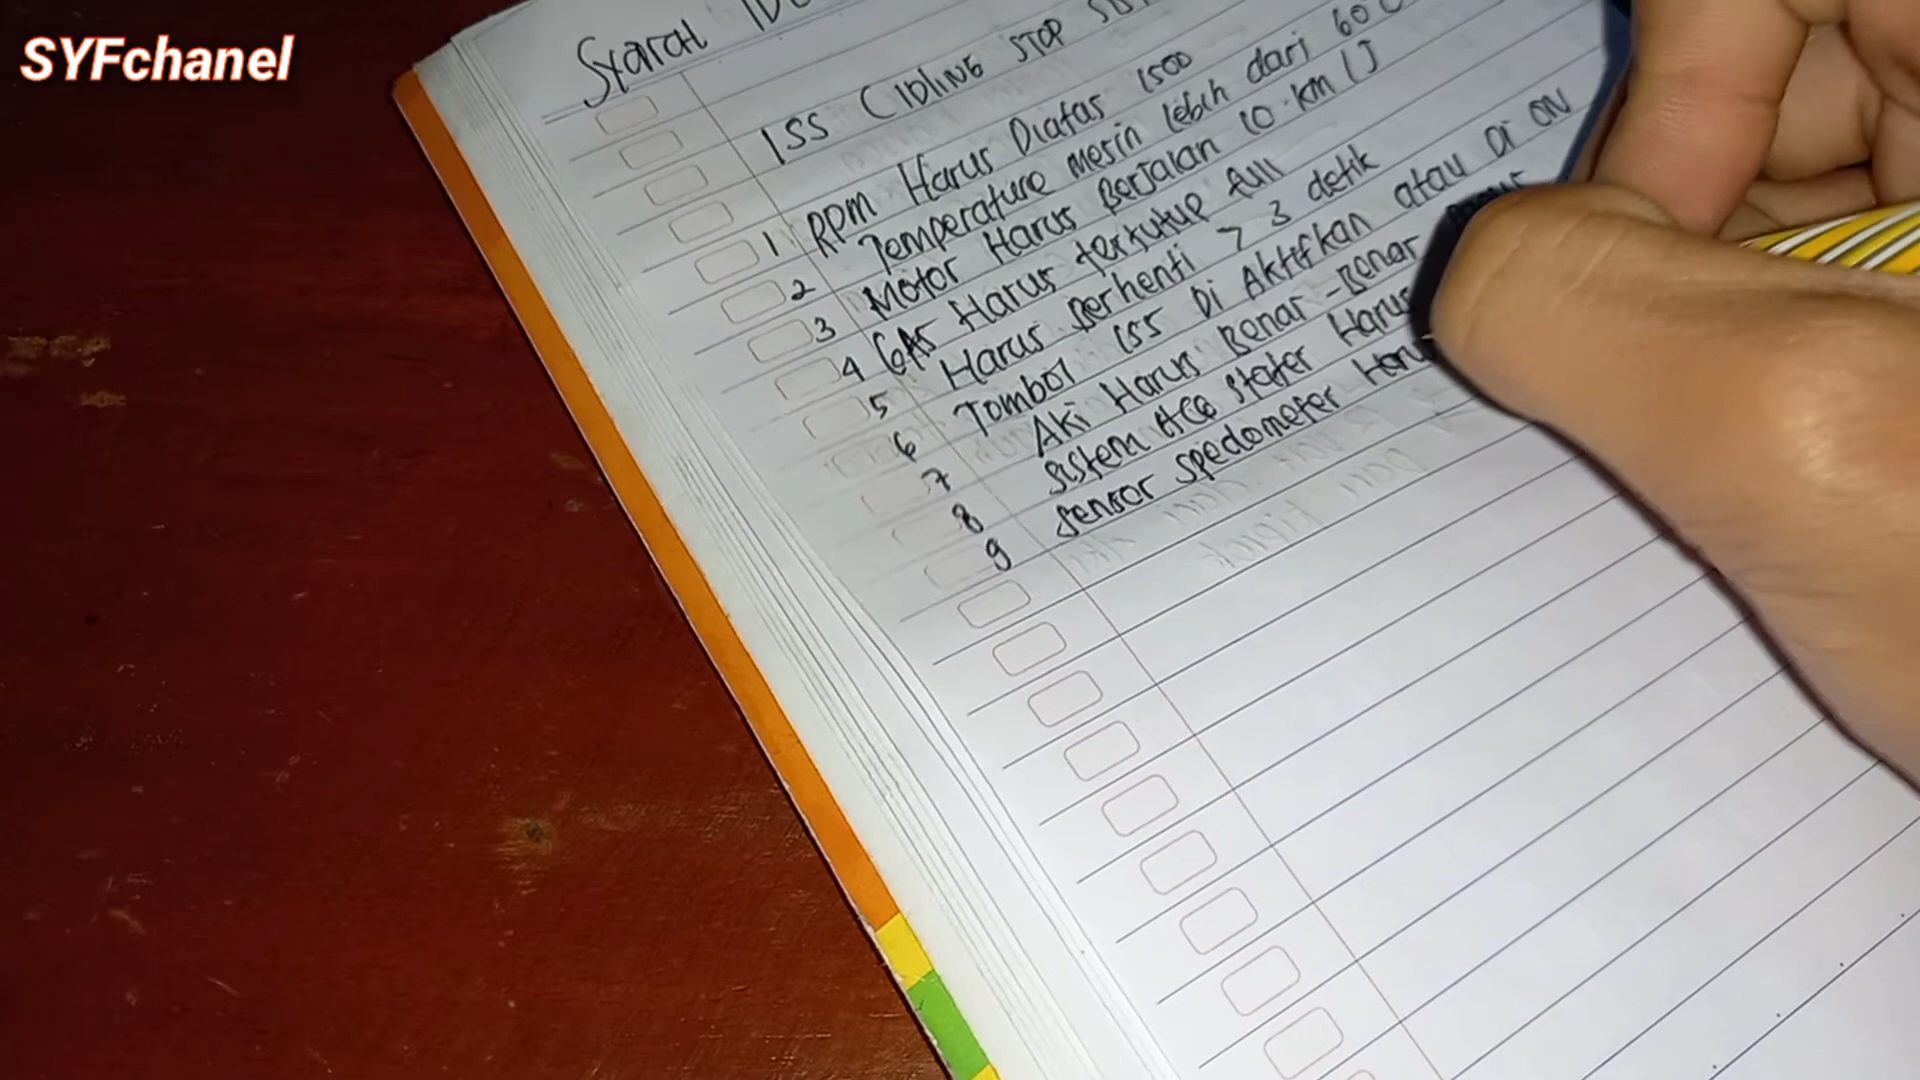 SYFchanel
Syarat
ISS (IDLING STOP
1 RPM Harus Diatas 1500
2 Temperature mesin lebih dari 60°C
3 Motor Harus Berjalan 10 km / J
4 GAS Harus tertutup full
5 Harus Berhenti > 3 detik
6 Tombol ISS Di Aktifkan atau Di ON
7 Aki Harus Benar-Benar
8 sistem ACG stater Harus
9 sensor spedometer Harus